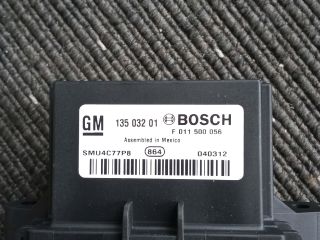 GM 135 032 01 BOSCH
F 011 500 056
Assembled in Mexico
SMU4C77P8 864 040312